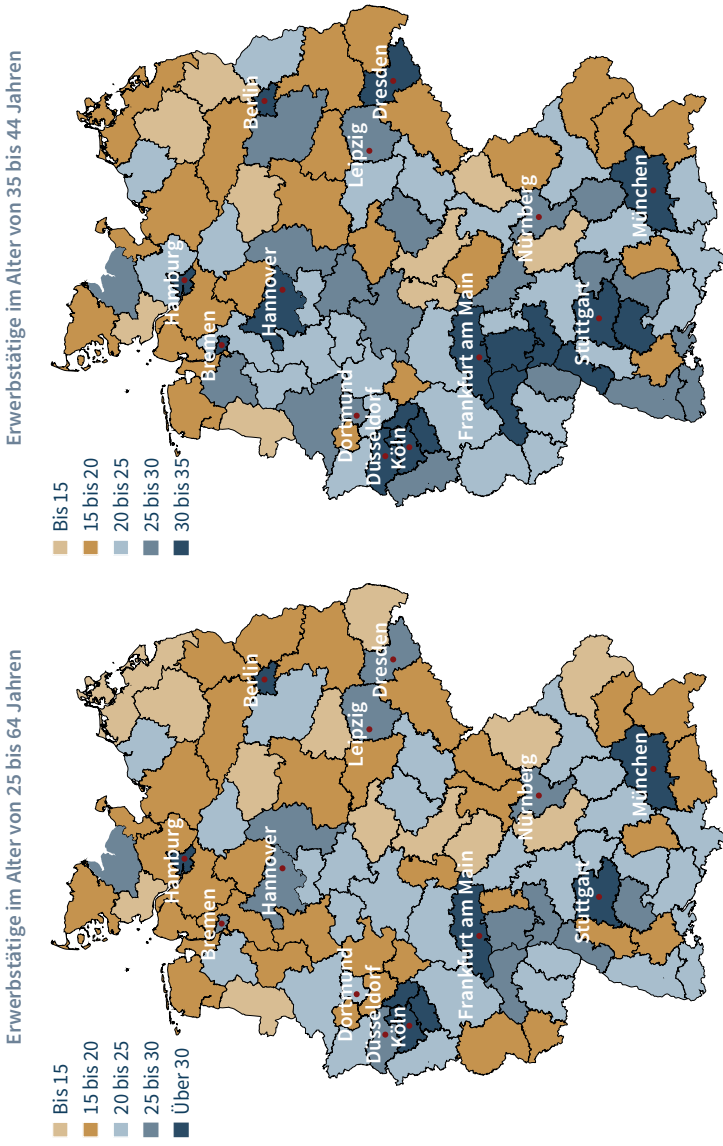 Erwerbstätige im Alter von 25 bis 64 Jahren
Bis 15
15 bis 20
20 bis 25
25 bis 30
Über 30
Hamburg
Bremen
Berlin
Hannover
Dortmund
Düsseldorf
Köln
Leipzig
Dresden
Frankfurt am Main
Nürnberg
Stuttgart
München
Erwerbstätige im Alter von 35 bis 44 Jahren
Bis 15
15 bis 20
20 bis 25
25 bis 30
30 bis 35
Hamburg
Bremen
Berlin
Hannover
Dortmund
Düsseldorf
Köln
Leipzig
Dresden
Frankfurt am Main
Nürnberg
Stuttgart
München